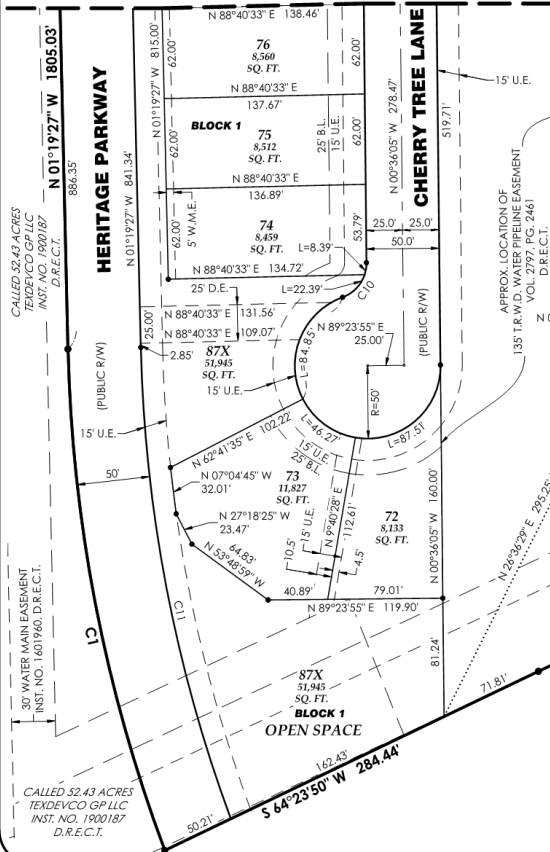 N 88°40'33" E 138.46'
N 01°19'27" W 1805.03'
HERITAGE PARKWAY
815.00'
N 01°19'27" W
62.00'
76
8,560
SQ. FT.
62.00'
N 88°40'33" E
137.67'
CHERRY TREE LANE
15' U.E.
278.47'
N 00°36'05" W
519.71'
BLOCK 1
25' B.L.
15' U.E.
62.00'
75
8,512
SQ. FT.
62.00'
N 88°40'33" E
136.89'
886.35'
N 01°19'27" W 841.34'
62.00'
5' W.M.E.
74
8,459
SQ. FT.
53.79'
L=8.39'
25.0'
25.0'
50.0'
N 88°40'33" E 134.72'
L=22.39'
C10
25' D.E.
N 88°40'33" E 131.56'
N 88°40'33" E 109.07'
25.00'
2.85'
87X
51,945
SQ. FT.
15' U.E.
L=84.85'
N 89°23'55" E
25.00'
(PUBLIC R/W)
R=50'
L=46.27'
L=87.51'
CALLED 52.43 ACRES
TEXDEVCO GP LLC
INST. NO. 1900187
D.R.E.C.T.
APPROX. LOCATION OF
135' T.R.W.D. WATER PIPELINE EASEMENT
VOL. 2797, PG. 2461
D.R.E.C.T.
(PUBLIC R/W)
15' U.E.
N 62°41'35" E 102.22'
15' U.E.
25' B.L.
50'
N 07°04'45" W
32.01'
73
11,827
SQ. FT.
N 27°18'25" W
23.47'
64.83'
N 53°48'59" W
10.5'
15' U.E.
N 9°40'28" E
112.61'
4.5'
72
8,133
SQ. FT.
N 00°36'05" W 160.00'
N 26°36'29" E 295.25'
40.89'
79.01'
N 89°23'55" E 119.90'
30' WATER MAIN EASEMENT
INST. NO. 1601960, D.R.E.C.T.
C1
C11
81.24'
87X
51,945
SQ. FT.
BLOCK 1
OPEN SPACE
71.81'
162.43'
S 64°23'50" W 284.44'
50.21'
CALLED 52.43 ACRES
TEXDEVCO GP LLC
INST. NO. 1900187
D.R.E.C.T.